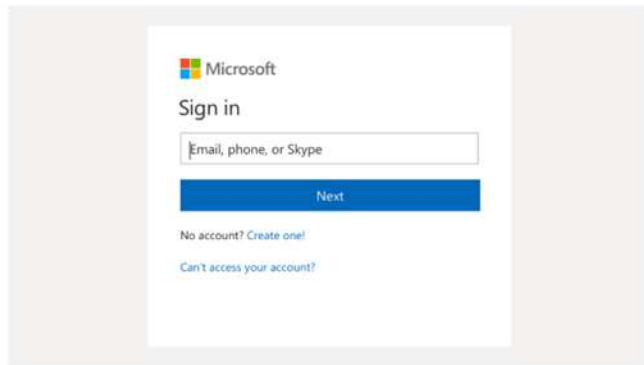 Microsoft
Sign in
Email, phone, or Skype
Next
No account? Create one!
Can't access your account?